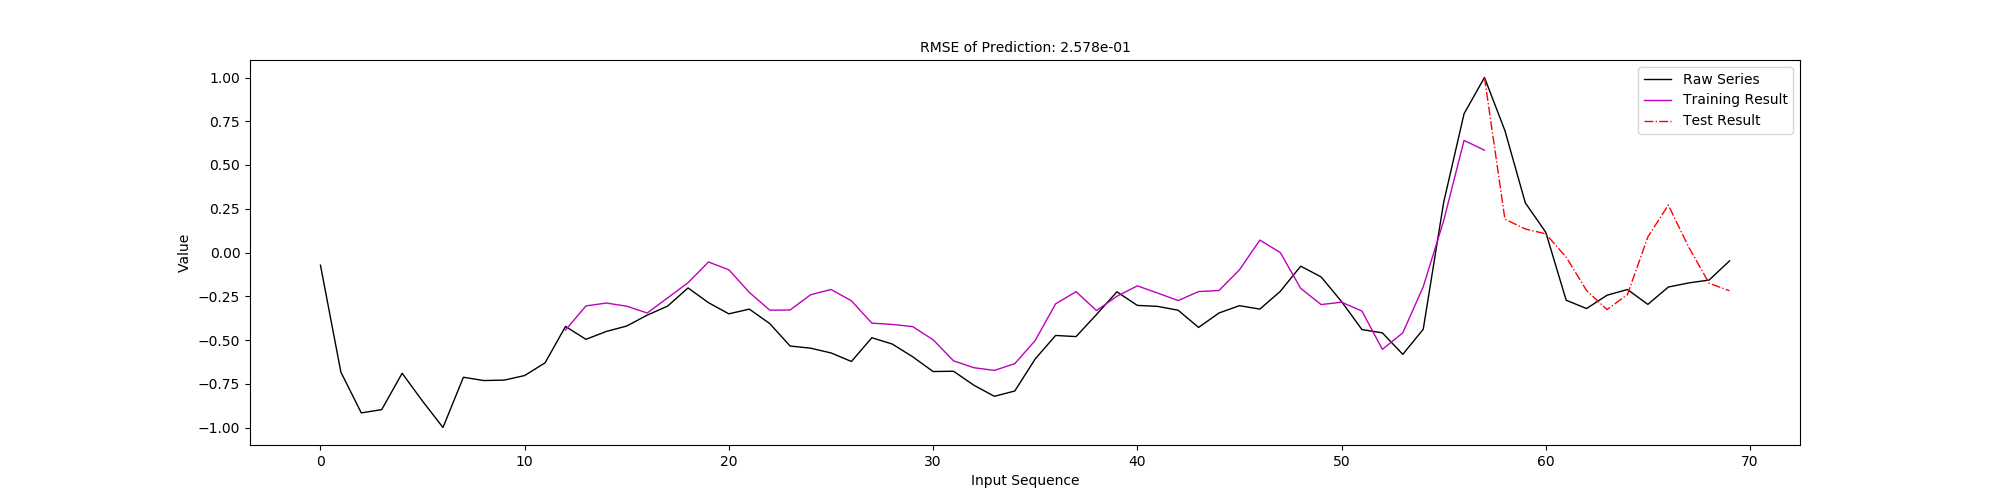 RMSE of Prediction: 2.578e-01
Value
1.00
0.75
0.50
0.25
0.00
−0.25
−0.50
−0.75
−1.00
Raw Series
Training Result
Test Result
0 10 20 30 40 50 60 70
Input Sequence